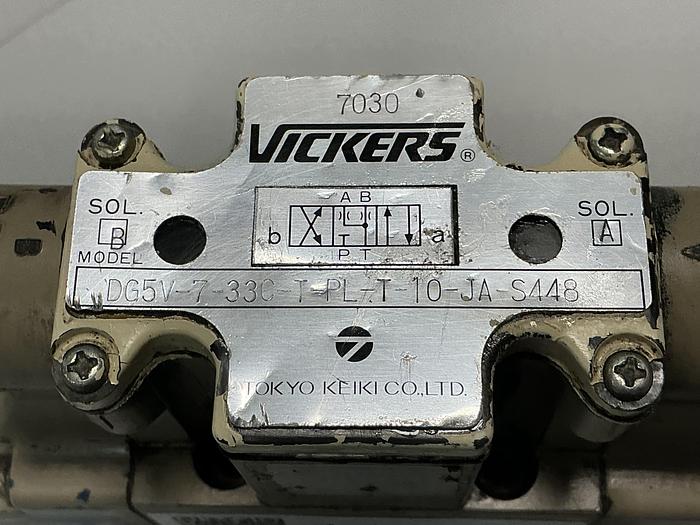 7030
VICKERS®
SOL. B
SOL. A
A B
b a
T
P T
MODEL DG5V-7-33C-T-PL-T-10-JA-S448
TOKYO KEIKI CO.,LTD.